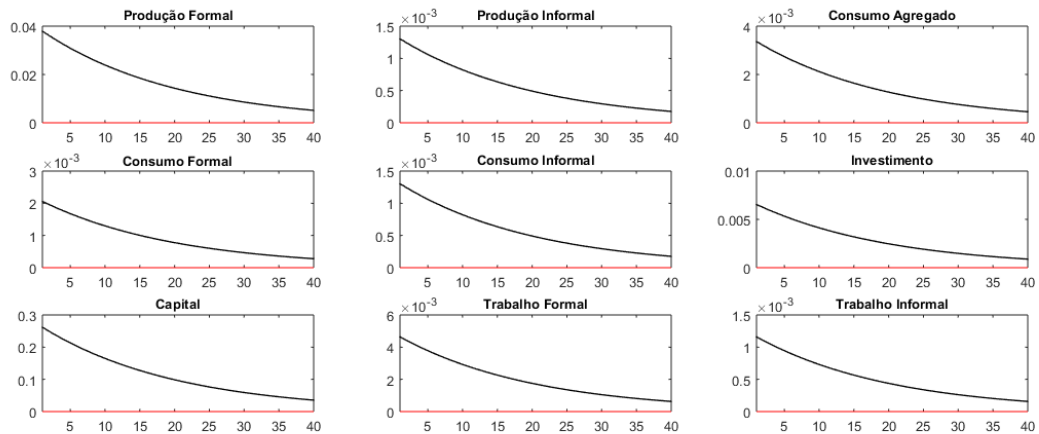 Produção Formal
0.04
0.02
0
5 10 15 20 25 30 35 40
Produção Informal
×10-3
1.5
1
0.5
0
5 10 15 20 25 30 35 40
Consumo Agregado
×10-3
4
2
0
5 10 15 20 25 30 35 40
Consumo Formal
×10-3
3
2
1
0
5 10 15 20 25 30 35 40
Consumo Informal
×10-3
1.5
1
0.5
0
5 10 15 20 25 30 35 40
Investimento
0.01
0.005
0
5 10 15 20 25 30 35 40
Capital
0.3
0.2
0.1
0
5 10 15 20 25 30 35 40
Trabalho Formal
×10-3
6
4
2
0
5 10 15 20 25 30 35 40
Trabalho Informal
×10-3
1.5
1
0.5
0
5 10 15 20 25 30 35 40